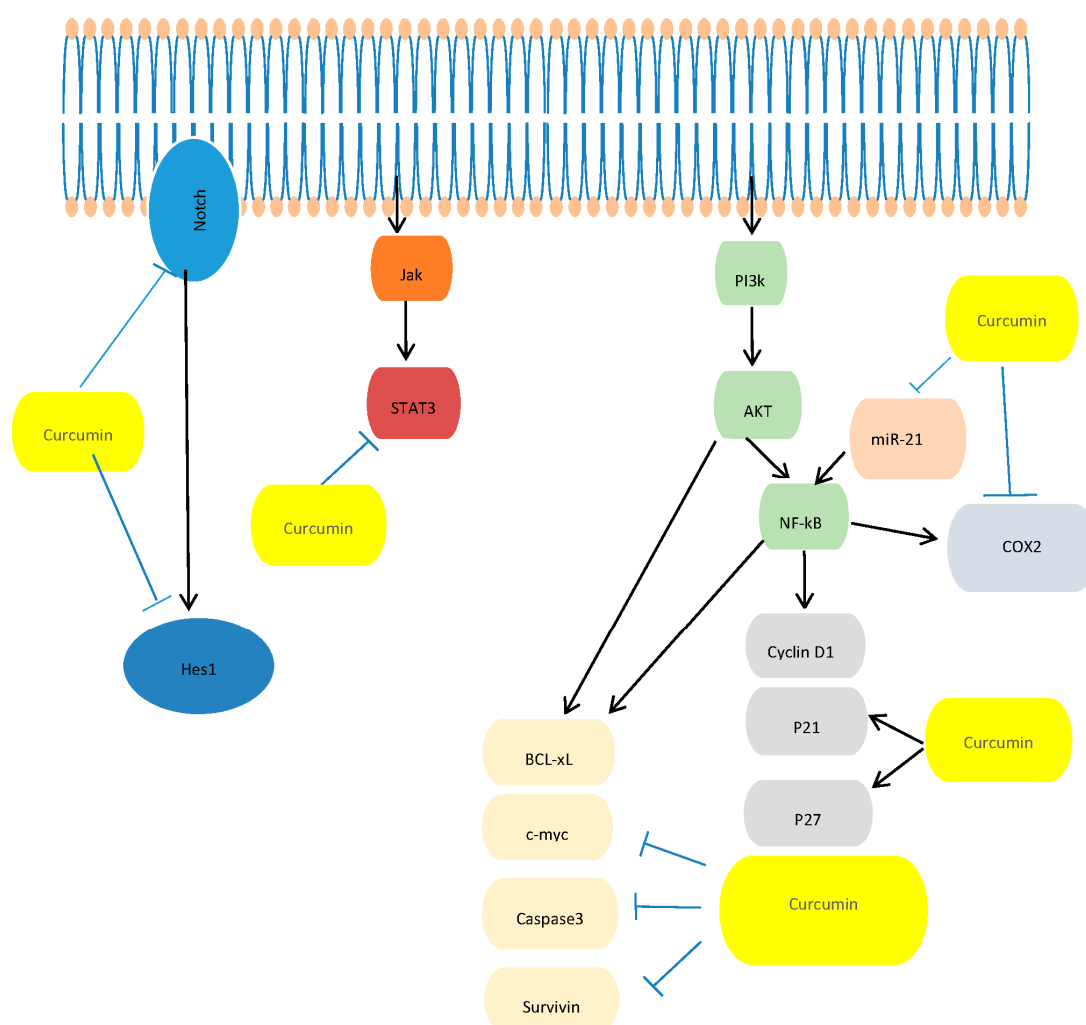 Notch
Jak
PI3k
Curcumin
STAT3
AKT
miR-21
Curcumin
Curcumin
NF-kB
COX2
Hes1
Cyclin D1
P21
Curcumin
BCL-xL
P27
c-myc
Curcumin
Caspase3
Survivin